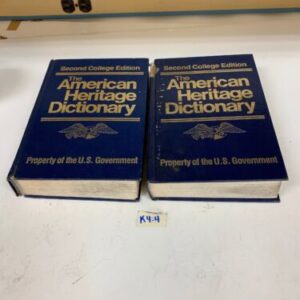 Second College Edition
The
American
Heritage
Dictionary
Property of the U.S. Government
Second College Edition
The
American
Heritage
Dictionary
Property of the U.S. Government
K4:4